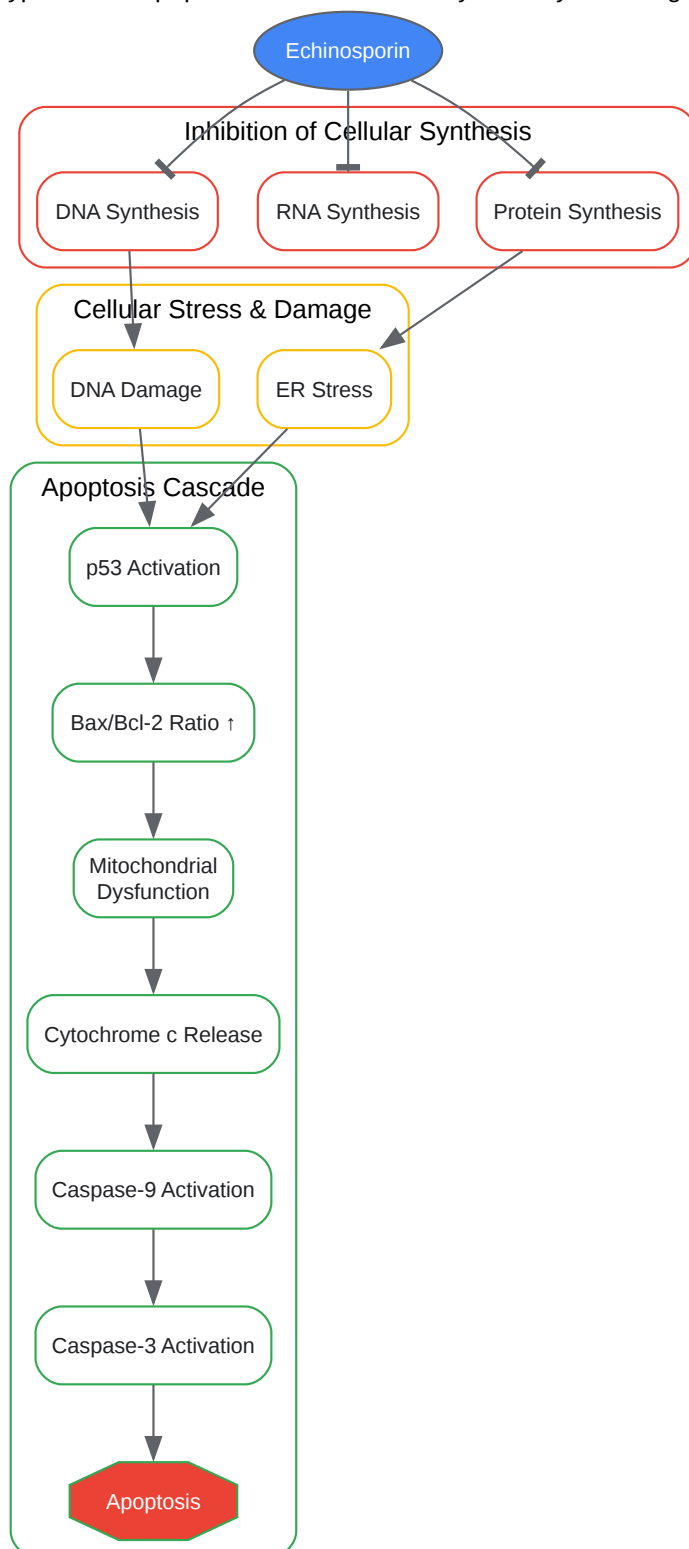 Echinosporin
Inhibition of Cellular Synthesis
DNA Synthesis
RNA Synthesis
Protein Synthesis
Cellular Stress & Damage
DNA Damage
ER Stress
Apoptosis Cascade
p53 Activation
Bax/Bcl-2 Ratio ↑
Mitochondrial
Dysfunction
Cytochrome c Release
Caspase-9 Activation
Caspase-3 Activation
Apoptosis